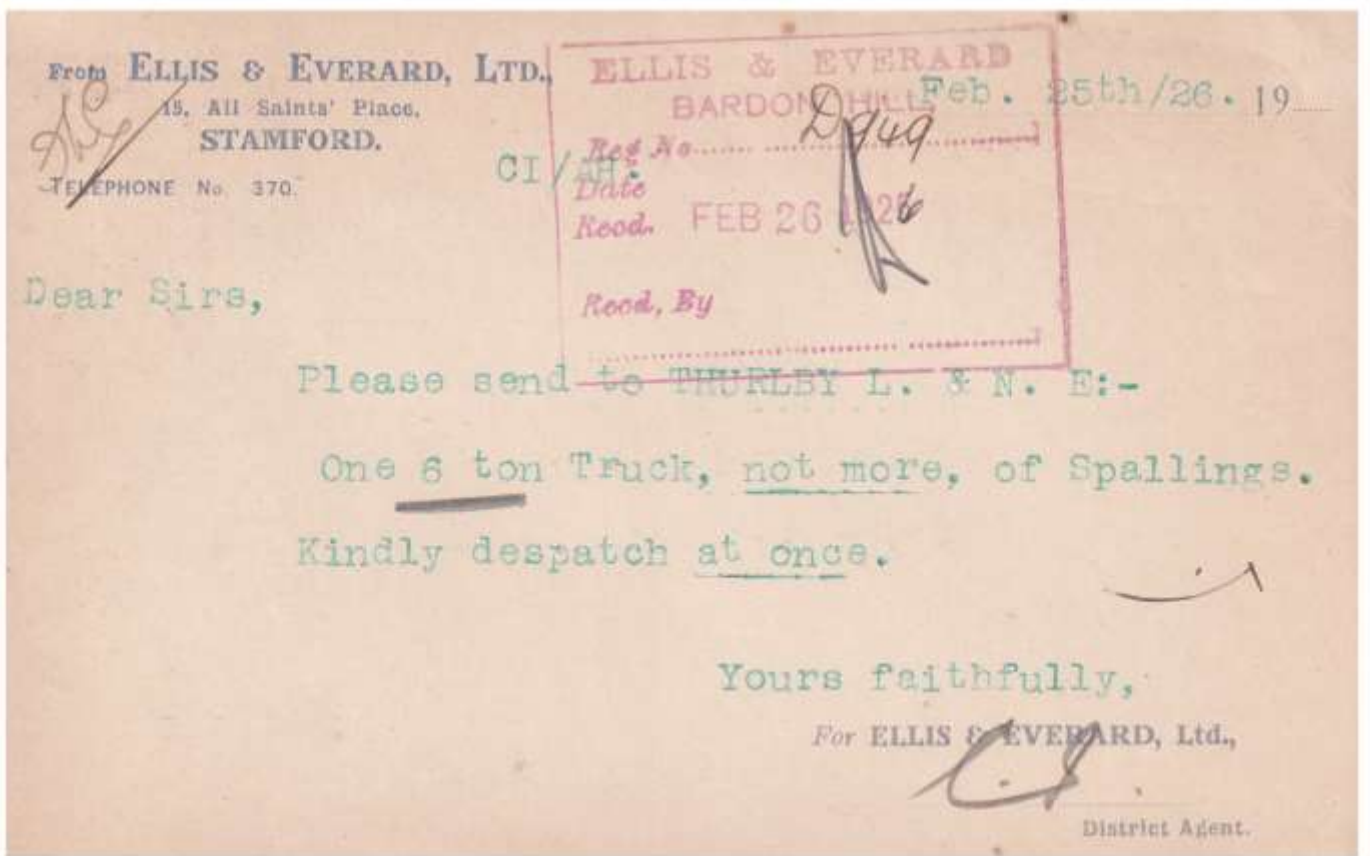 From ELLIS & EVERARD, LTD.,
15, All Saints' Place,
STAMFORD.
TELEPHONE No. 370.
ELLIS & EVERARD
BARDON HILL
Reg No D949
Date
Recd. FEB 26 1926
Recd, By
Feb. 25th/26. 19
CI/AH:
Dear Sirs,
Please send to THURLBY L. & N. E:-
One 6 ton Truck, not more, of Spallings.
Kindly despatch at once.
Yours faithfully,
For ELLIS & EVERARD, Ltd.,
District Agent.